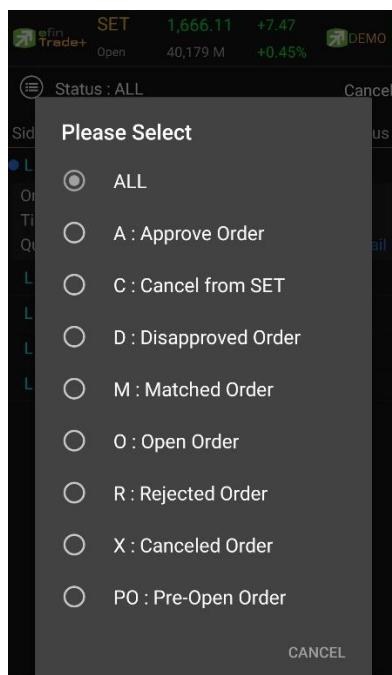 efin Trade+ SET 1,666.11 +7.47 DEMO
Open 40,179 M +0.45%
Status : ALL Cancel
Please Select
ALL
A : Approve Order
C : Cancel from SET
D : Disapproved Order
M : Matched Order
O : Open Order
R : Rejected Order
X : Canceled Order
PO : Pre-Open Order
CANCEL